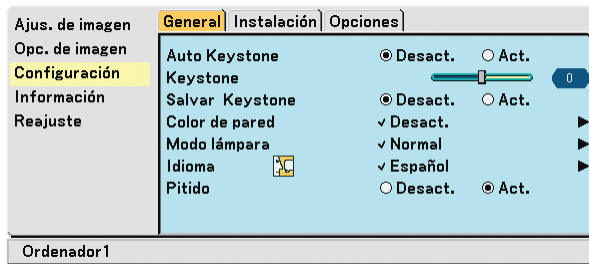 Ajus. de imagen
Opc. de imagen
Configuración
Información
Reajuste
General Instalación Opciones
Auto Keystone Desact. Act.
Keystone 0
Salvar Keystone Desact. Act.
Color de pared Desact.
Modo lámpara Normal
Idioma Español
Pitido Desact. Act.
Ordenador1